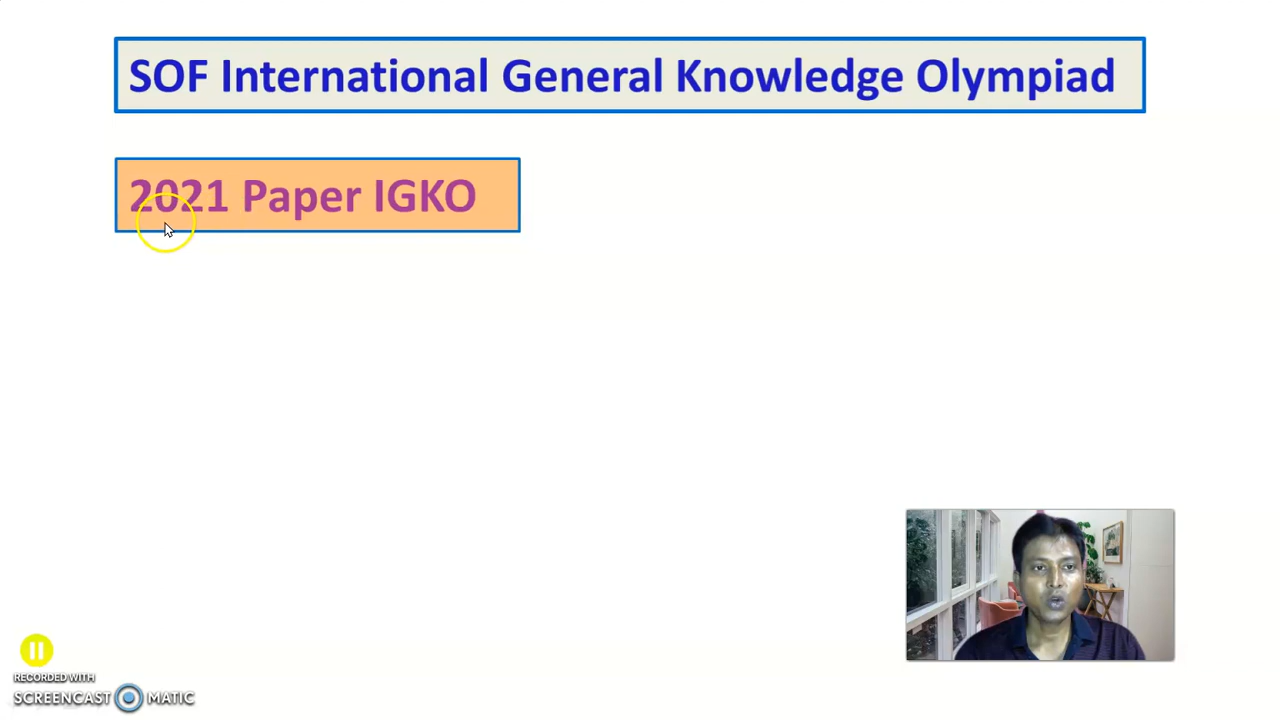 SOF International General Knowledge Olympiad
2021 Paper IGKO
RECORDED WITH
SCREENCAST MATIC